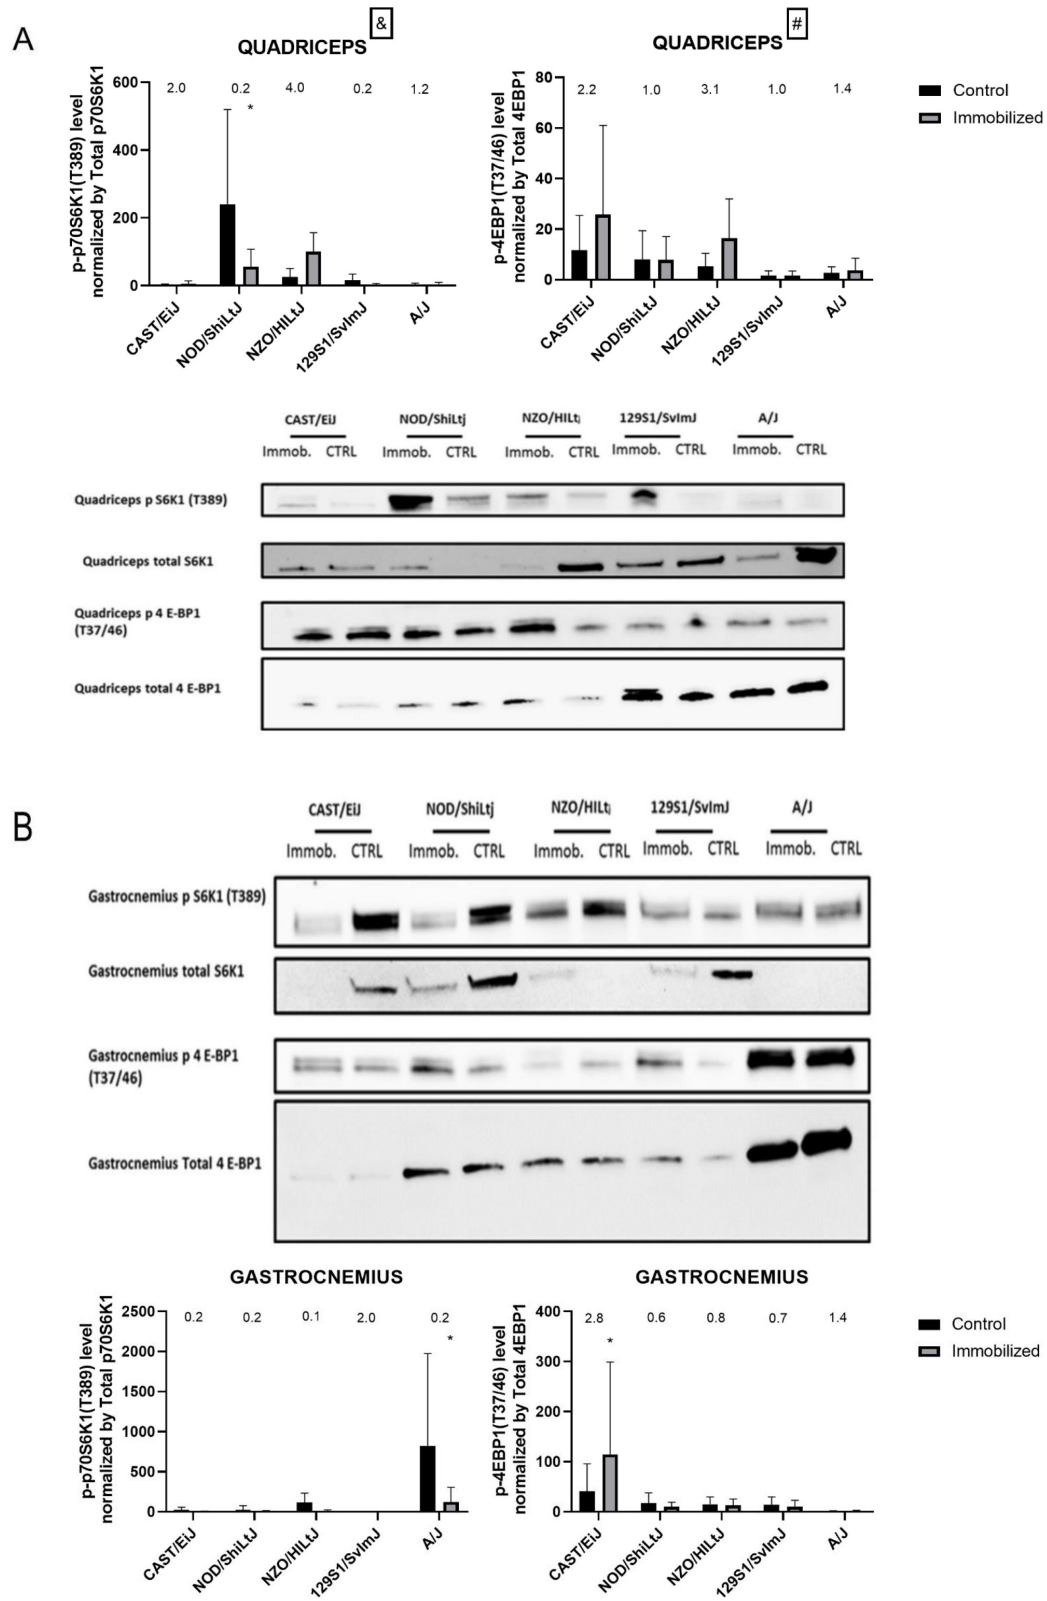 A
QUADRICEPS &
p-p70S6K1(T389) level
normalized by Total p70S6K1
600
400
200
0
2.0 0.2 4.0 0.2 1.2
*
CAST/EiJ
NOD/ShiLtJ
NZO/HlLtJ
129S1/SvlmJ
A/J
QUADRICEPS #
p-4EBP1(T37/46) level
normalized by Total 4EBP1
80
60
40
20
0
2.2 1.0 3.1 1.0 1.4
CAST/EiJ
NOD/ShiLtJ
NZO/HlLtJ
129S1/SvlmJ
A/J
Control
Immobilized
CAST/EiJ NOD/ShiLtj NZO/HlLtj 129S1/SvlmJ A/J
Immob. CTRL Immob. CTRL Immob. CTRL Immob. CTRL Immob. CTRL
Quadriceps p S6K1 (T389)
Quadriceps total S6K1
Quadriceps p 4 E-BP1
(T37/46)
Quadriceps total 4 E-BP1
B
CAST/EiJ NOD/ShiLtj NZO/HlLtj 129S1/SvlmJ A/J
Immob. CTRL Immob. CTRL Immob. CTRL Immob. CTRL Immob. CTRL
Gastrocnemius p S6K1 (T389)
Gastrocnemius total S6K1
Gastrocnemius p 4 E-BP1
(T37/46)
Gastrocnemius Total 4 E-BP1
GASTROCNEMIUS
p-p70S6K1(T389) level
normalized by Total p70S6K1
2500
2000
1500
1000
500
0
0.2 0.2 0.1 2.0 0.2
*
CAST/EiJ
NOD/ShiLtJ
NZO/HlLtJ
129S1/SvlmJ
A/J
GASTROCNEMIUS
p-4EBP1(T37/46) level
normalized by Total 4EBP1
400
300
200
100
0
2.8 0.6 0.8 0.7 1.4
*
CAST/EiJ
NOD/ShiLtJ
NZO/HlLtJ
129S1/SvlmJ
A/J
Control
Immobilized